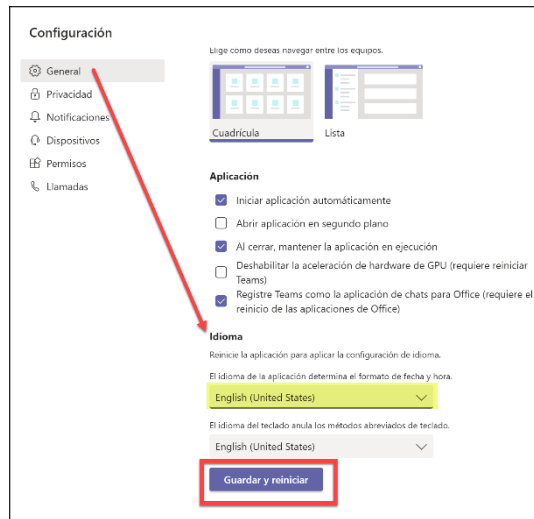 Configuración
General
Privacidad
Notificaciones
Dispositivos
Permisos
Llamadas
Elige como deseas navegar entre los equipos.
Cuadrícula
Lista
Aplicación
Iniciar aplicación automáticamente
Abrir aplicación en segundo plano
Al cerrar, mantener la aplicación en ejecución
Deshabilitar la aceleración de hardware de GPU (requiere reiniciar
Teams)
Registre Teams como la aplicación de chats para Office (requiere el
reinicio de las aplicaciones de Office)
Idioma
Reinicie la aplicación para aplicar la configuración de idioma.
El idioma de la aplicación determina el formato de fecha y hora.
English (United States)
El idioma del teclado anula los métodos abreviados de teclado.
English (United States)
Guardar y reiniciar